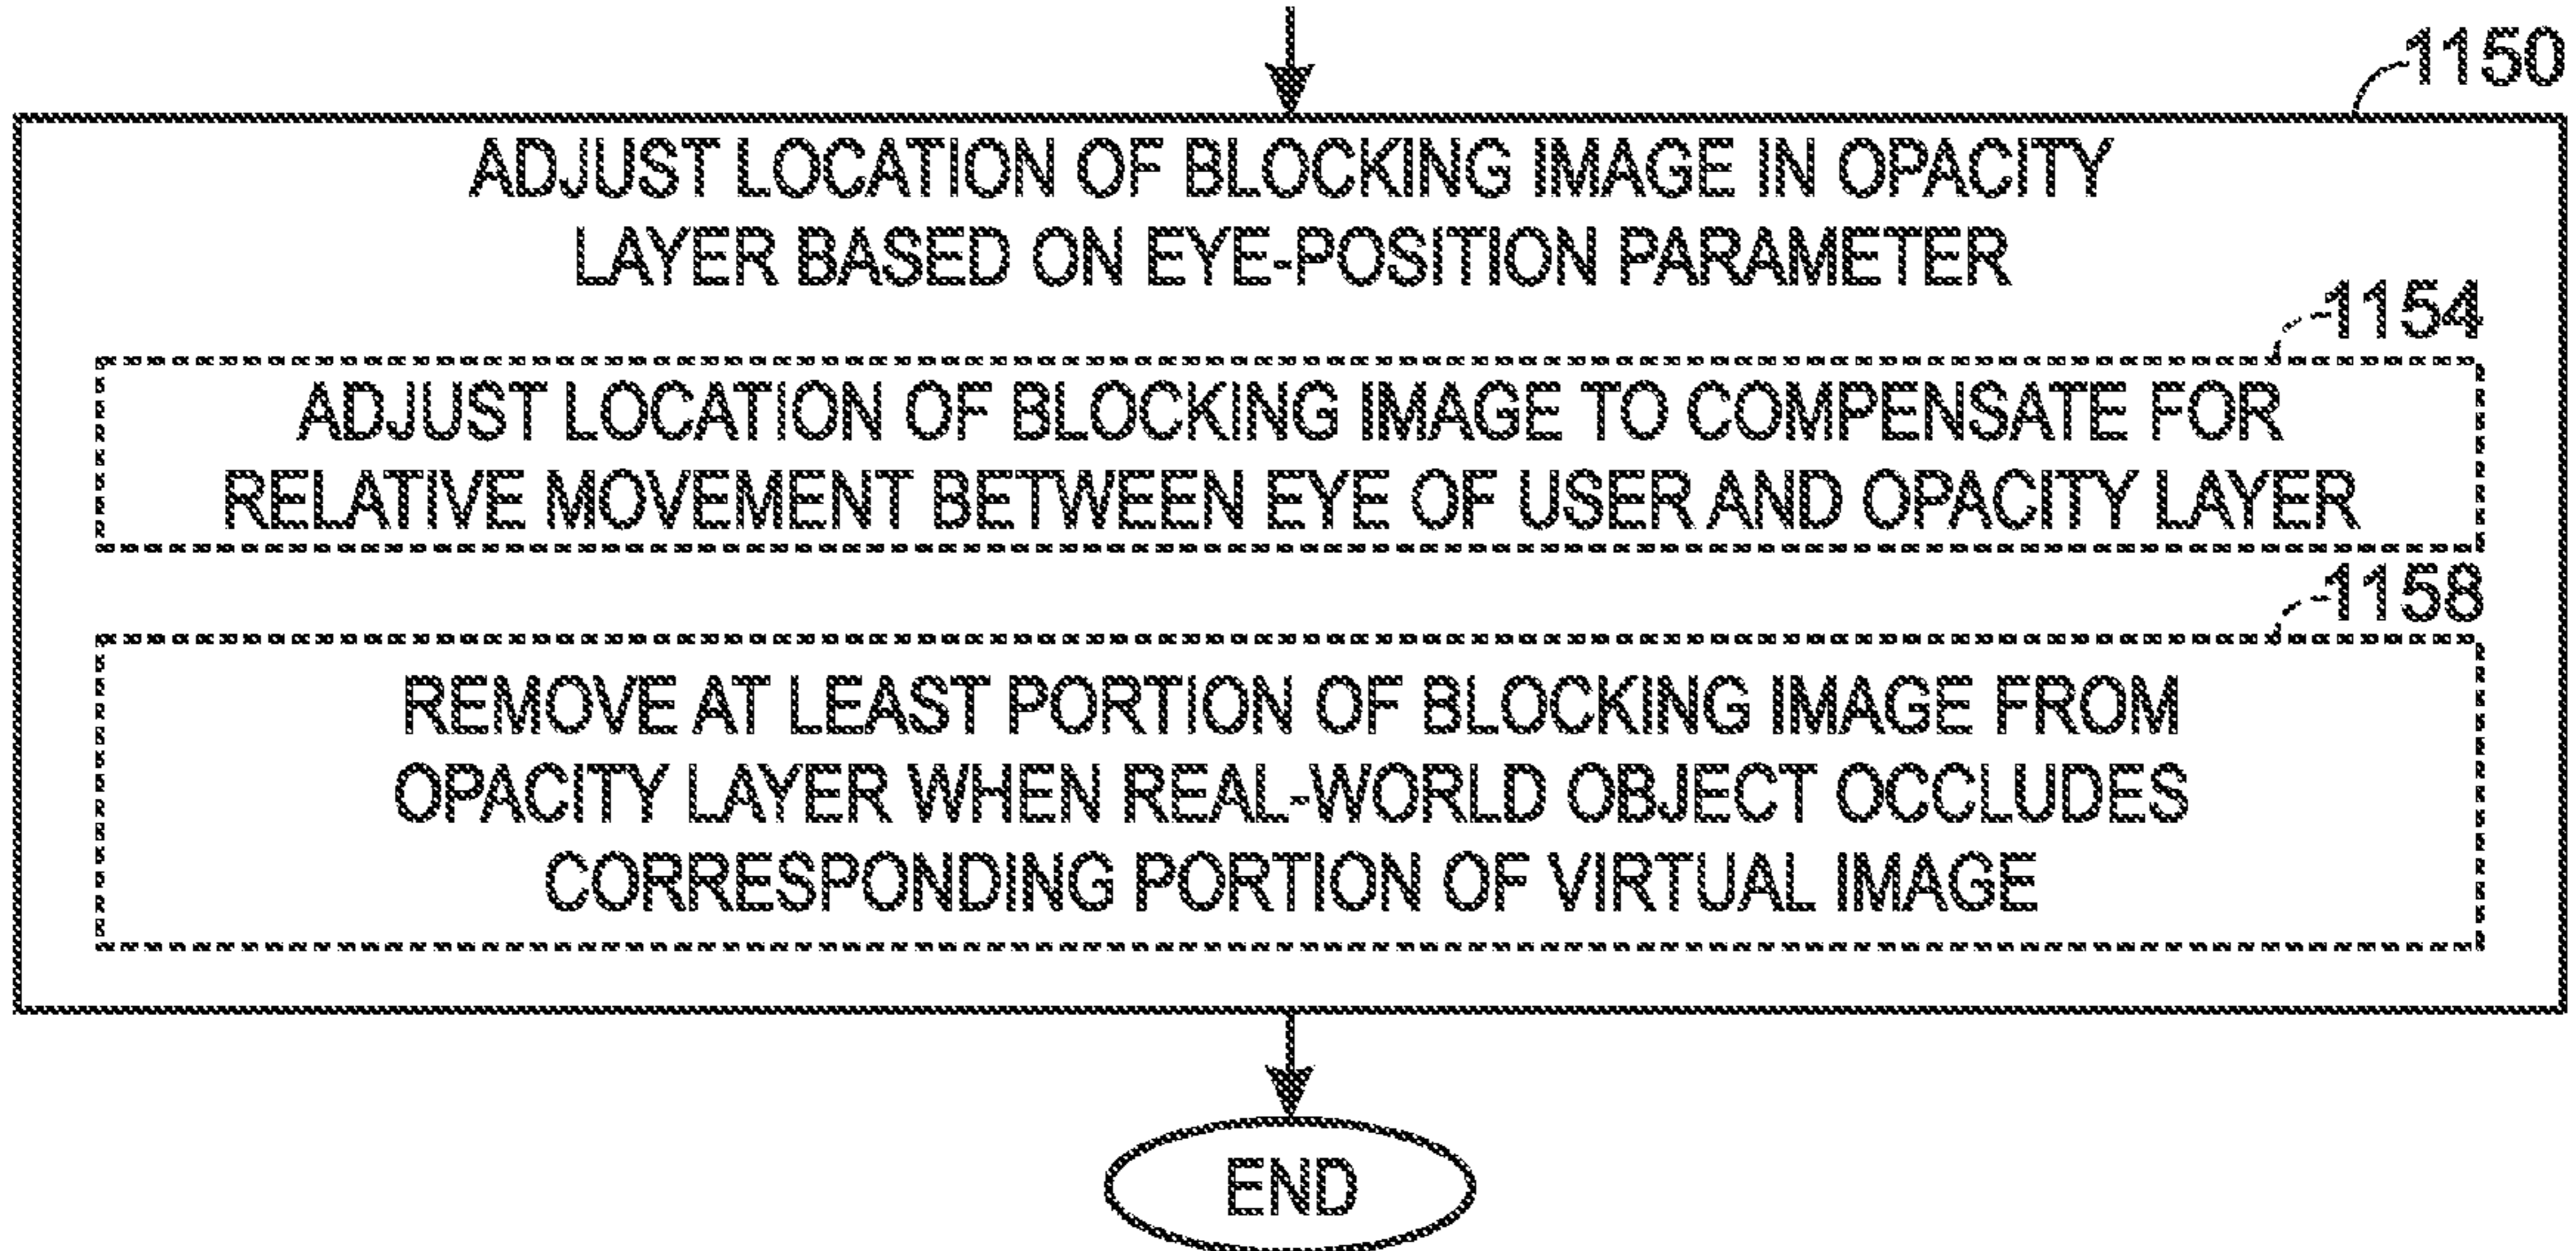 1150
ADJUST LOCATION OF BLOCKING IMAGE IN OPACITY
LAYER BASED ON EYE-POSITION PARAMETER
1154
ADJUST LOCATION OF BLOCKING IMAGE TO COMPENSATE FOR
RELATIVE MOVEMENT BETWEEN EYE OF USER AND OPACITY LAYER
1158
REMOVE AT LEAST PORTION OF BLOCKING IMAGE FROM
OPACITY LAYER WHEN REAL-WORLD OBJECT OCCLUDES
CORRESPONDING PORTION OF VIRTUAL IMAGE
END